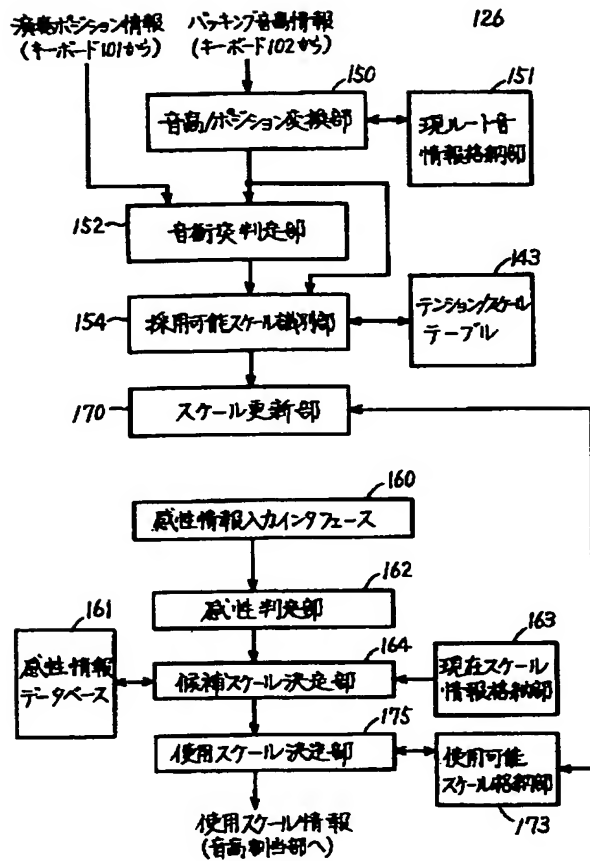 演奏ポジション情報
(キーボード101から)
バッキング音高情報
(キーボード102から)
126
150
音高/ポジション変換部
151
現ルート音
情報格納部
152
音衝突判定部
143
154
採用可能スケール識別部
テンション/スケール
テーブル
170
スケール更新部
160
感性情報入力インタフェース
162
感性判定部
161
感性情報
データベース
164
候補スケール決定部
163
現在スケール
情報格納部
175
使用スケール決定部
使用可能
スケール格納部
173
使用スケール情報
(音高割当部へ)